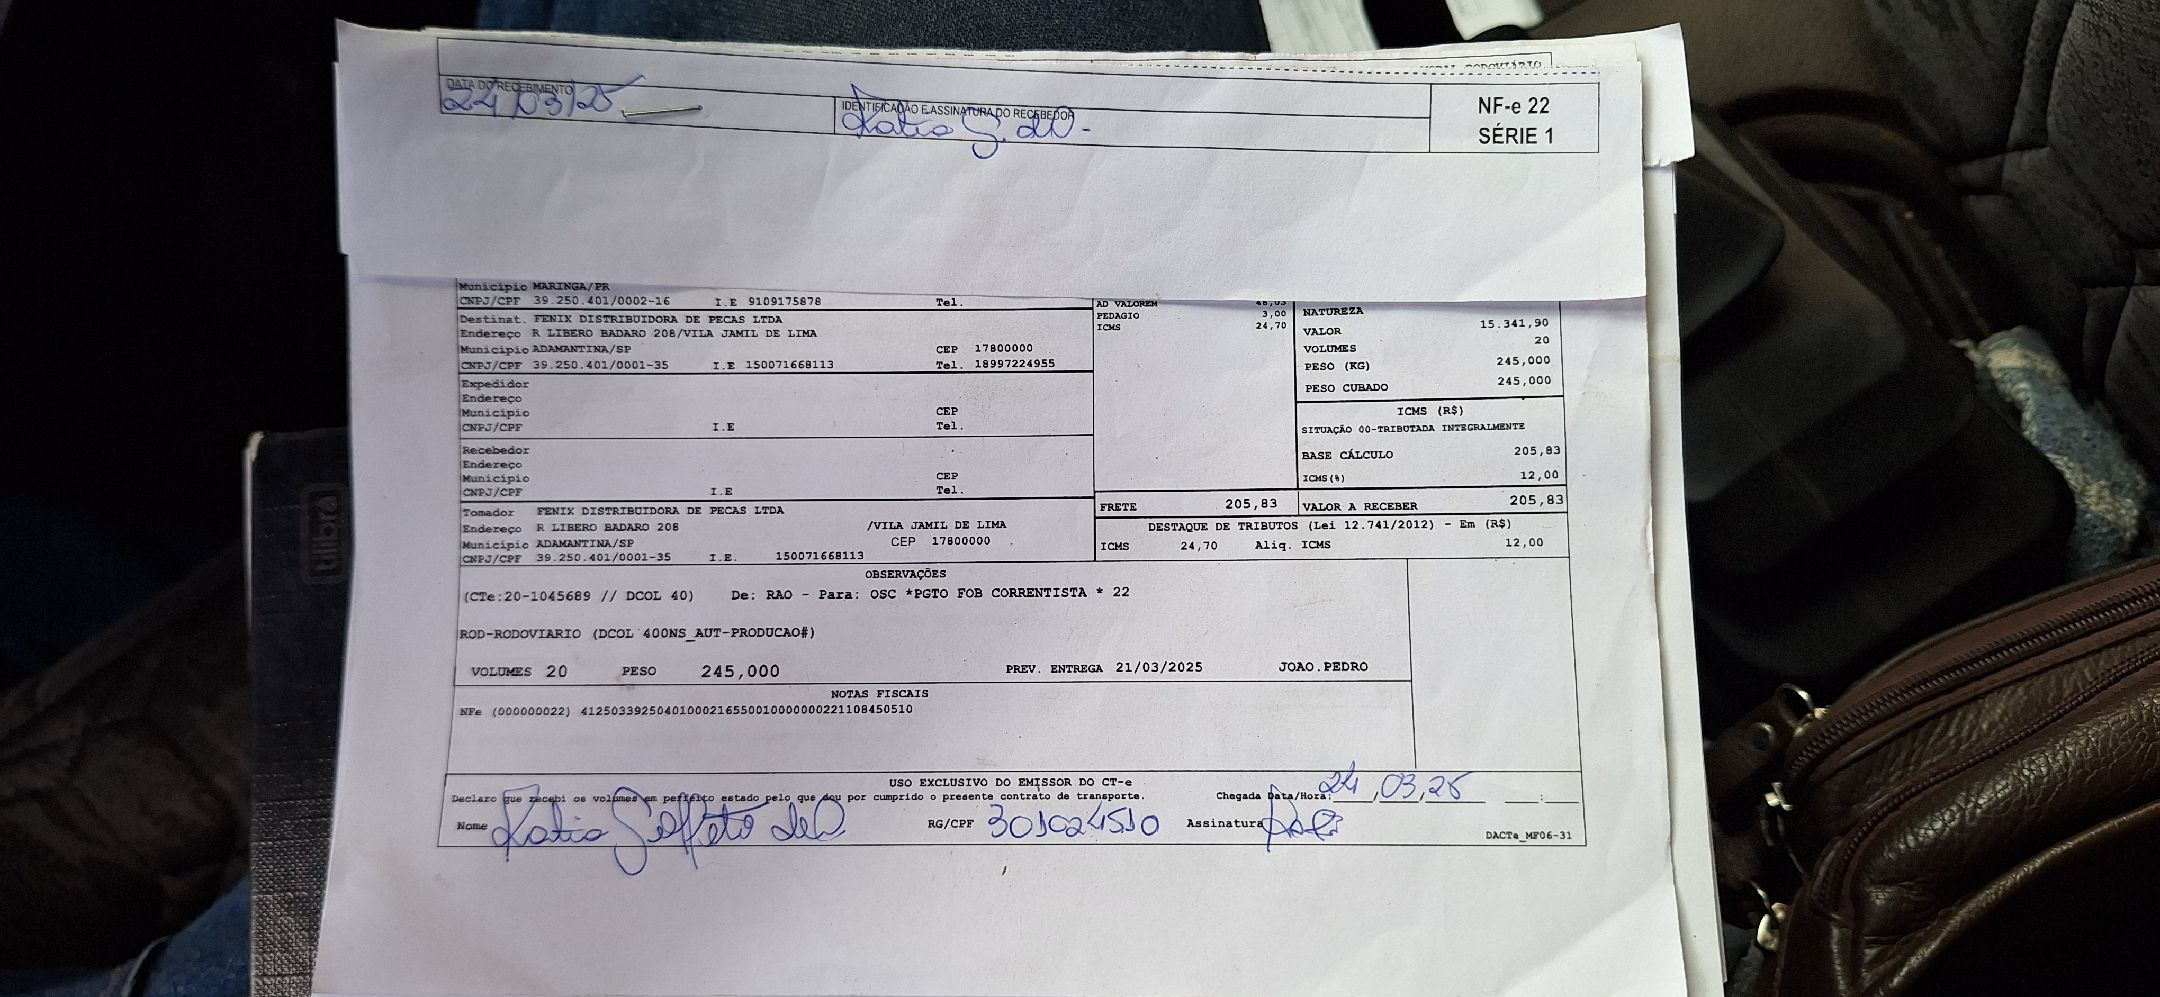 DATA DO RECEBIMENTO
24/03/25
IDENTIFICAÇÃO E ASSINATURA DO RECEBEDOR
Katia S. de O.
NF-e 22
SÉRIE 1
Município MARINGA/PR
CNPJ/CPF 39.250.401/0002-16 I.E 9109175878 Tel.
Destinat. FENIX DISTRIBUIDORA DE PECAS LTDA
Endereço R LIBERO BADARO 208/VILA JAMIL DE LIMA
Município ADAMANTINA/SP CEP 17800000
CNPJ/CPF 39.250.401/0001-35 I.E 150071668113 Tel. 18997224955
Expedidor
Endereço
Município CEP
CNPJ/CPF I.E Tel.
Recebedor
Endereço
Município CEP
CNPJ/CPF I.E Tel.
Tomador FENIX DISTRIBUIDORA DE PECAS LTDA
Endereço R LIBERO BADARO 208 /VILA JAMIL DE LIMA
Município ADAMANTINA/SP CEP 17800000
CNPJ/CPF 39.250.401/0001-35 I.E. 150071668113
AD VALOREM 46,03
PEDAGIO 3,00
ICMS 24,70
NATUREZA
VALOR 15.341,90
VOLUMES 20
PESO (KG) 245,000
PESO CUBADO 245,000
ICMS (R$)
SITUAÇÃO 00-TRIBUTADA INTEGRALMENTE
BASE CÁLCULO 205,83
ICMS(%) 12,00
FRETE 205,83 VALOR A RECEBER 205,83
DESTAQUE DE TRIBUTOS (Lei 12.741/2012) - Em (R$)
ICMS 24,70 Aliq. ICMS 12,00
OBSERVAÇÕES
(CTe:20-1045689 // DCOL 40) De: RAO - Para: OSC *PGTO FOB CORRENTISTA * 22
ROD-RODOVIARIO (DCOL 400NS_AUT-PRODUCAO#)
VOLUMES 20 PESO 245,000 PREV. ENTREGA 21/03/2025 JOAO.PEDRO
NOTAS FISCAIS
NFe (000000022) 41250339250401000216550010000000221108450510
USO EXCLUSIVO DO EMISSOR DO CT-e
Declaro que recebi os volumes em perfeito estado pelo que dou por cumprido o presente contrato de transporte. Chegada Data/Hora: 24,03,25 __:__
Nome Katia RG/CPF 301024510 Assinatura
DACTe_MF06-31
tilibra